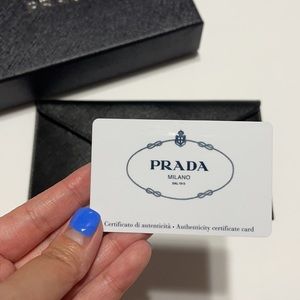 PRADA
MILANO
DAL 1913
Certificato di autenticità • Authenticity certificate card